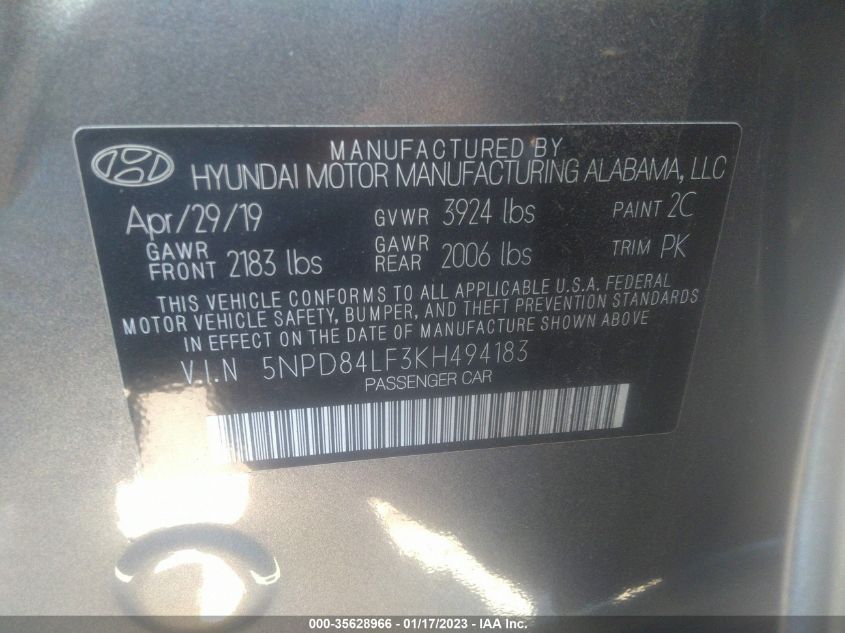 MANUFACTURED BY
HYUNDAI MOTOR MANUFACTURING ALABAMA, LLC
Apr/29/19 GVWR 3924 lbs PAINT 2C
GAWR FRONT 2183 lbs GAWR REAR 2006 lbs TRIM PK
THIS VEHICLE CONFORMS TO ALL APPLICABLE U.S.A. FEDERAL
MOTOR VEHICLE SAFETY, BUMPER, AND THEFT PREVENTION STANDARDS
IN EFFECT ON THE DATE OF MANUFACTURE SHOWN ABOVE
V.I.N 5NPD84LF3KH494183
PASSENGER CAR
000-35628966 - 01/17/2023 - IAA Inc.